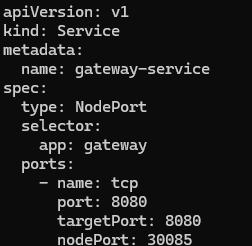 apiVersion: v1
kind: Service
metadata:
  name: gateway-service
spec:
  type: NodePort
  selector:
    app: gateway
  ports:
    - name: tcp
      port: 8080
      targetPort: 8080
      nodePort: 30085